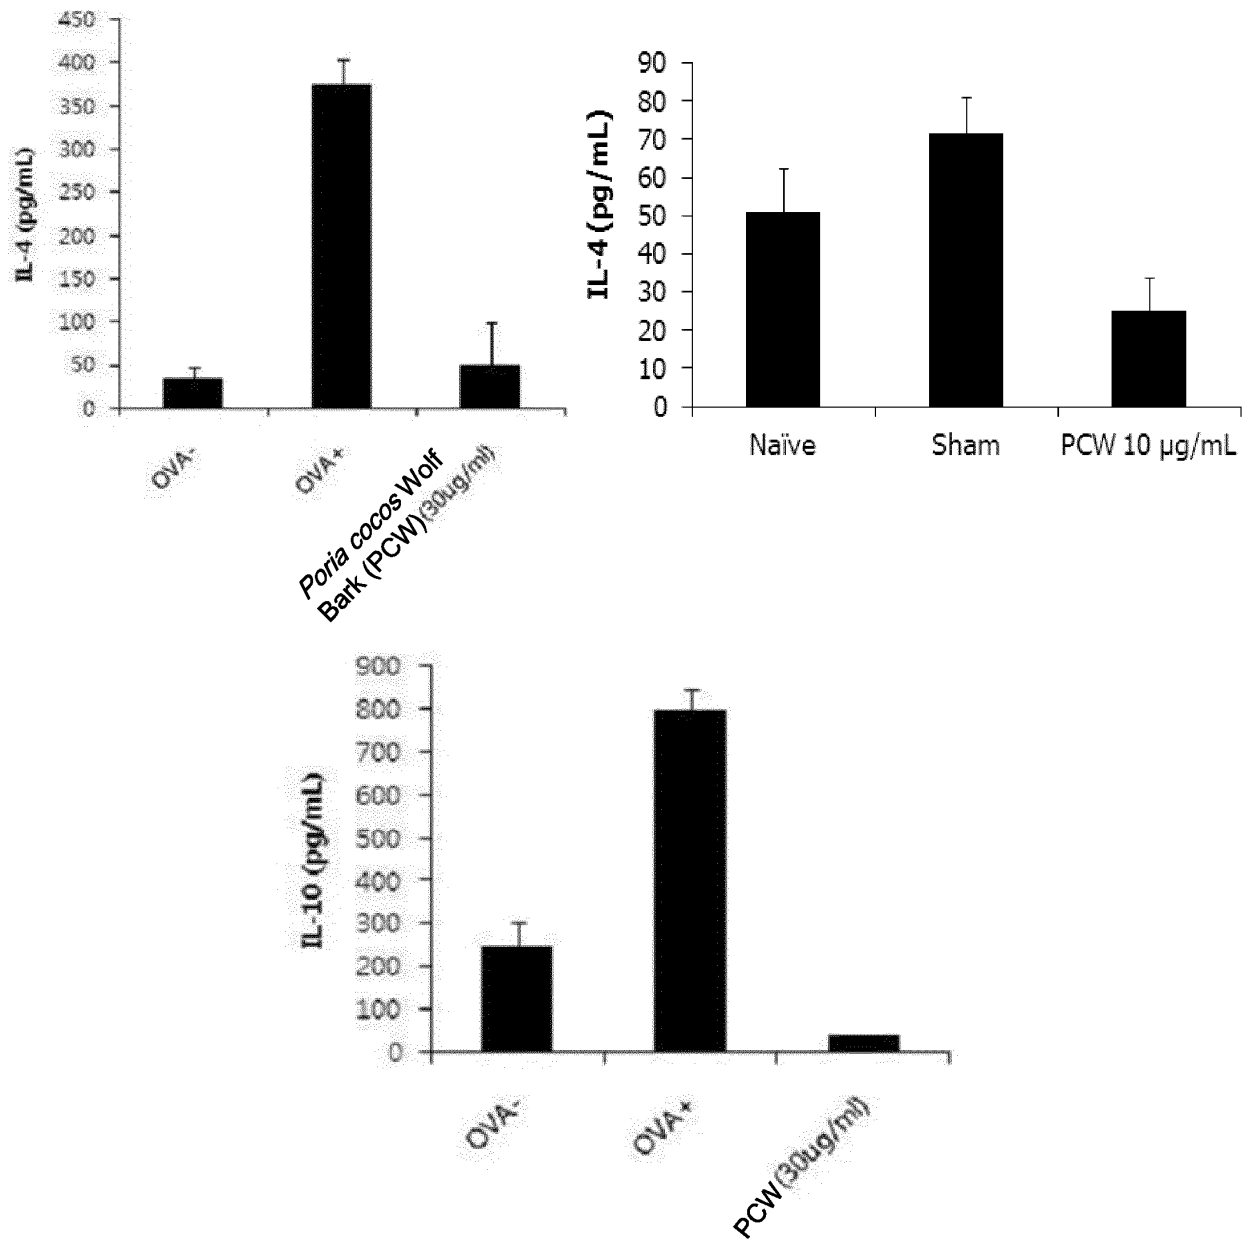 450
400
350
300
250
200
150
100
50
0
IL-4 (pg/mL)
OVA-
OVA+
Poria cocos Wolf
Bark (PCW)(30ug/ml)
90
80
70
60
50
40
30
20
10
0
IL-4 (pg/mL)
Naïve
Sham
PCW 10 µg/mL
900
800
700
600
500
400
300
200
100
0
IL-10 (pg/mL)
OVA-
OVA+
PCW (30ug/ml)